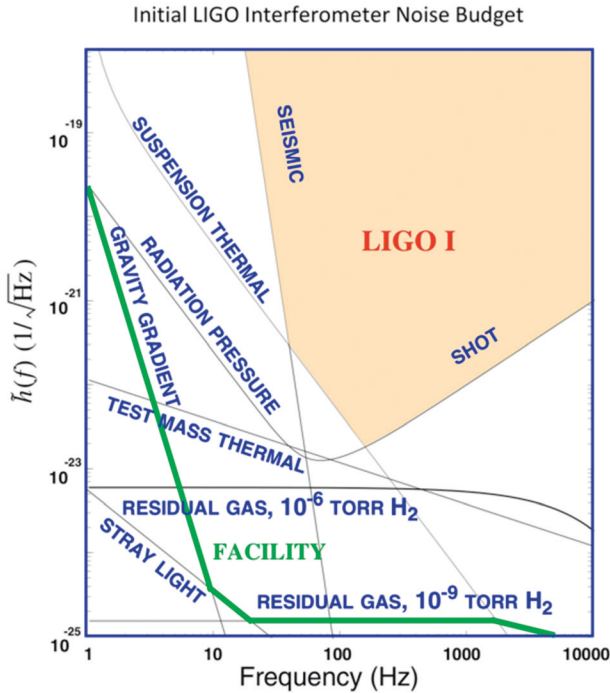 Initial LIGO Interferometer Noise Budget
10⁻¹⁹
10⁻²¹
10⁻²³
10⁻²⁵
h̃(f) (1/√Hz)
SUSPENSION THERMAL
SEISMIC
LIGO I
GRAVITY GRADIENT
RADIATION PRESSURE
SHOT
TEST MASS THERMAL
RESIDUAL GAS, 10⁻⁶ TORR H₂
STRAY LIGHT
FACILITY
RESIDUAL GAS, 10⁻⁹ TORR H₂
1 10 100 1000 10000
Frequency (Hz)